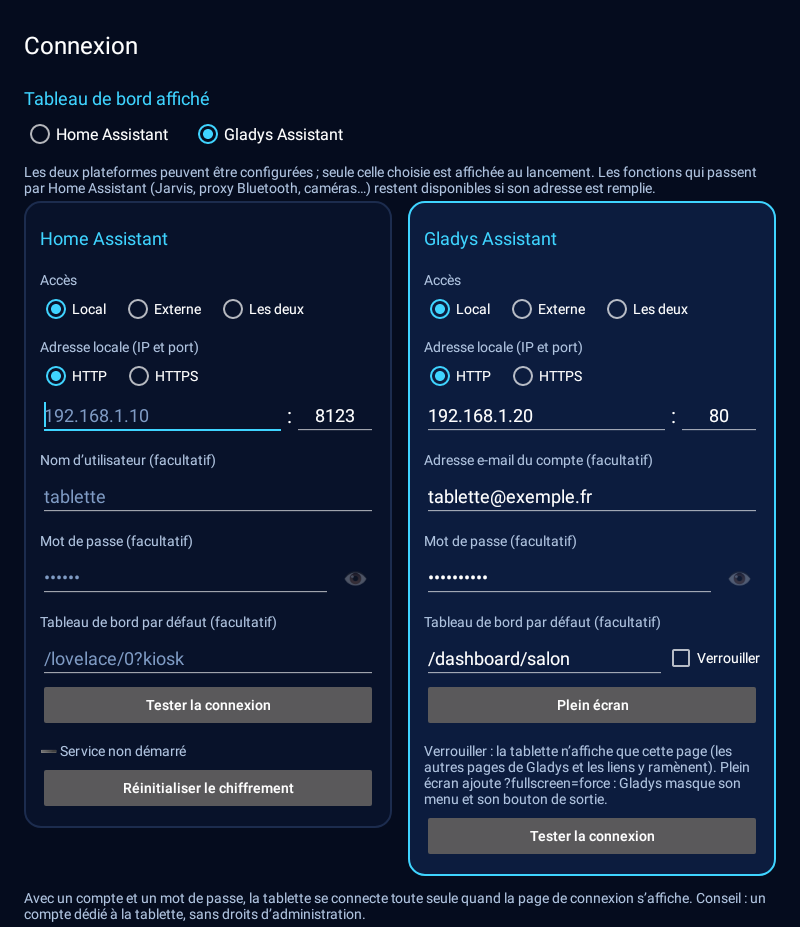 Connexion
Tableau de bord affiché
Home Assistant
Gladys Assistant
Les deux plateformes peuvent être configurées ; seule celle choisie est affichée au lancement. Les fonctions qui passent
par Home Assistant (Jarvis, proxy Bluetooth, caméras…) restent disponibles si son adresse est remplie.
Home Assistant
Accès
Local
Externe
Les deux
Adresse locale (IP et port)
HTTP
HTTPS
192.168.1.10 : 8123
Nom d’utilisateur (facultatif)
tablette
Mot de passe (facultatif)
••••••
Tableau de bord par défaut (facultatif)
/lovelace/0?kiosk
Tester la connexion
Service non démarré
Réinitialiser le chiffrement
Gladys Assistant
Accès
Local
Externe
Les deux
Adresse locale (IP et port)
HTTP
HTTPS
192.168.1.20 : 80
Adresse e-mail du compte (facultatif)
tablette@exemple.fr
Mot de passe (facultatif)
••••••••••
Tableau de bord par défaut (facultatif)
/dashboard/salon
Verrouiller
Plein écran
Verrouiller : la tablette n’affiche que cette page (les
autres pages de Gladys et les liens y ramènent). Plein
écran ajoute ?fullscreen=force : Gladys masque son
menu et son bouton de sortie.
Tester la connexion
Avec un compte et un mot de passe, la tablette se connecte toute seule quand la page de connexion s’affiche. Conseil : un
compte dédié à la tablette, sans droits d’administration.